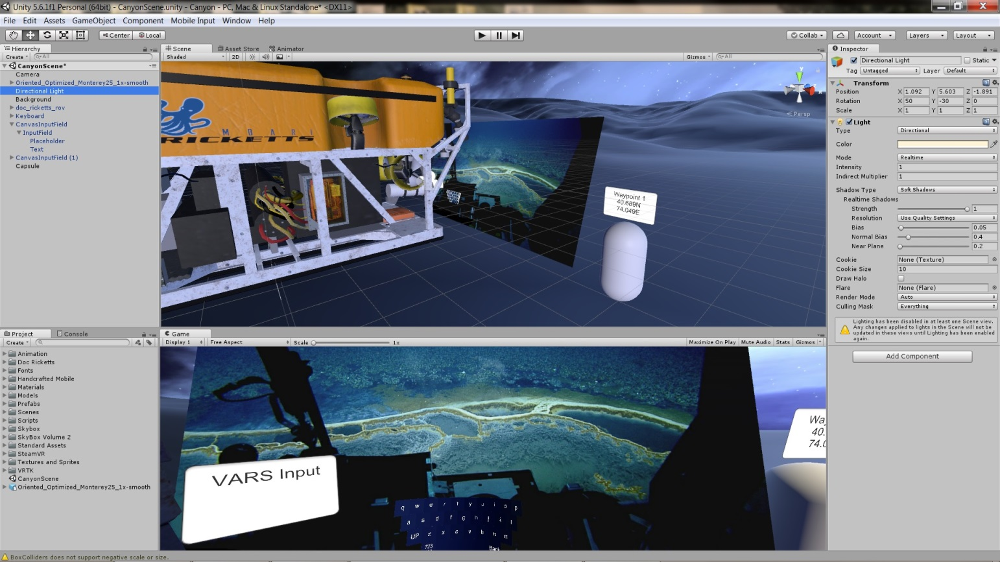 Unity 5.6.1f1 Personal (64bit) - CanyonScene.unity - Canyon - PC, Mac & Linux Standalone* <DX11>
File Edit Assets GameObject Component Mobile Input Window Help
Center Local Collab Account Layers Layout
Hierarchy
Create All
CanyonScene*
Camera
Oriented_Optimized_Monterey25_1x-smooth
Directional Light
Background
doc_ricketts_rov
Keyboard
CanvasInputField
InputField
Placeholder
Text
CanvasInputField (1)
Capsule
Scene Asset Store Animator
Shaded 2D Gizmos All
MBARI
RICKETTS
Waypoint 1
40.689N
74.049E
y
x
Persp
Inspector
Directional Light Static
Tag Untagged Layer Default
Transform
Position X 1.092 Y 5.603 Z -1.891
Rotation X 50 Y -30 Z 0
Scale X 1 Y 1 Z 1
Light
Type Directional
Color
Mode Realtime
Intensity 1
Indirect Multiplier 1
Shadow Type Soft Shadows
Realtime Shadows
Strength 1
Resolution Use Quality Settings
Bias 0.05
Normal Bias 0.4
Near Plane 0.2
Cookie None (Texture)
Cookie Size 10
Draw Halo
Flare None (Flare)
Render Mode Auto
Culling Mask Everything
Lighting has been disabled in at least one Scene view.
Any changes applied to lights in the Scene will not be
updated in these views until Lighting has been enabled
again.
Add Component
Project Console
Create
Animation
Doc Ricketts
Fonts
Handcrafted Mobile
Materials
Models
Prefabs
Scenes
Scripts
Skybox
SkyBox Volume 2
Standard Assets
SteamVR
Textures and Sprites
VRTK
CanyonScene
Oriented_Optimized_Monterey25_1x-smooth
Game
Display 1 Free Aspect Scale 1x Maximize On Play Mute Audio Stats Gizmos
VARS Input
q w e r t y u i o p
a s d f g h j k l
UP z x c v b n m
123
Way
40.
74.0
BoxColliders does not support negative scale or size.